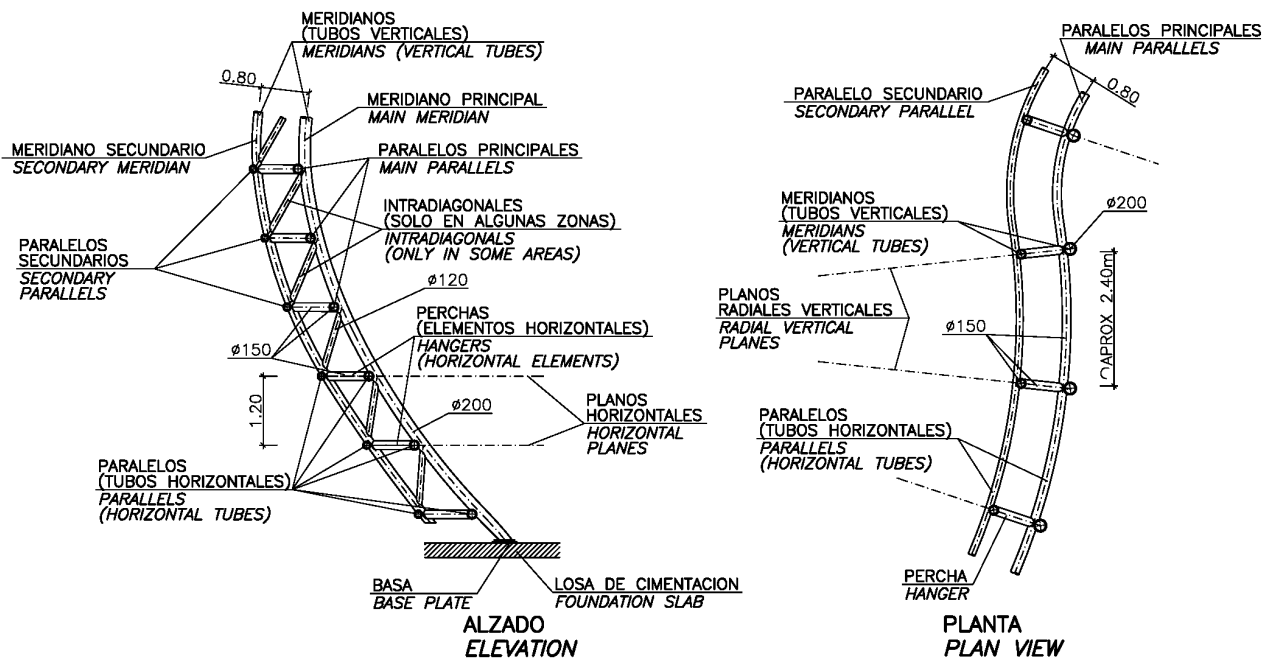 MERIDIANOS
(TUBOS VERTICALES)
MERIDIANS (VERTICAL TUBES)
0.80
MERIDIANO PRINCIPAL
MAIN MERIDIAN
MERIDIANO SECUNDARIO
SECONDARY MERIDIAN
PARALELOS PRINCIPALES
MAIN PARALLELS
INTRADIAGONALES
(SOLO EN ALGUNAS ZONAS)
INTRADIAGONALS
(ONLY IN SOME AREAS)
PARALELOS
SECUNDARIOS
SECONDARY
PARALLELS
ø120
PERCHAS
(ELEMENTOS HORIZONTALES)
HANGERS
(HORIZONTAL ELEMENTS)
ø150
1.20
ø200
PLANOS
HORIZONTALES
HORIZONTAL
PLANES
PARALELOS
(TUBOS HORIZONTALES)
PARALLELS
(HORIZONTAL TUBES)
BASA
BASE PLATE
LOSA DE CIMENTACION
FOUNDATION SLAB
ALZADO
ELEVATION
PARALELOS PRINCIPALES
MAIN PARALLELS
0.80
PARALELO SECUNDARIO
SECONDARY PARALLEL
MERIDIANOS
(TUBOS VERTICALES)
MERIDIANS
(VERTICAL TUBES)
ø200
PLANOS
RADIALES VERTICALES
RADIAL VERTICAL
PLANES
ø150
APROX 2.40m
PARALELOS
(TUBOS HORIZONTALES)
PARALLELS
(HORIZONTAL TUBES)
PERCHA
HANGER
PLANTA
PLAN VIEW